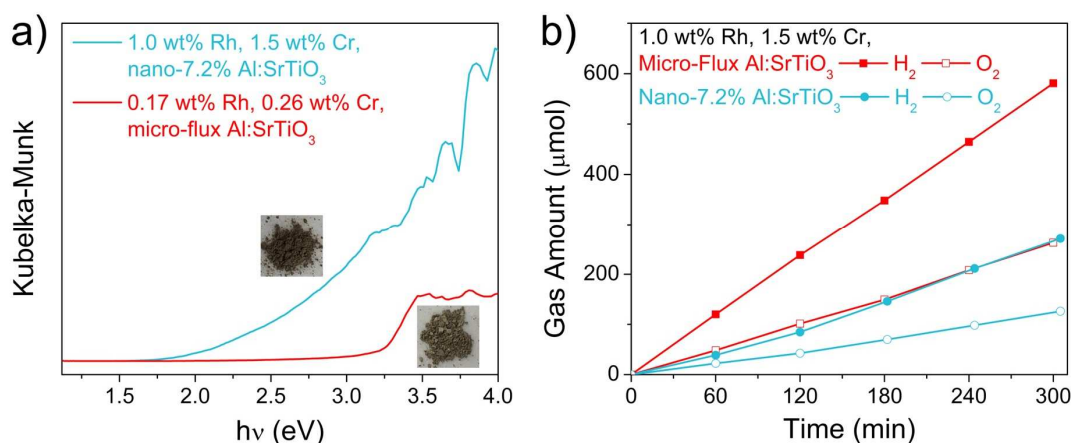 a)
1.0 wt% Rh, 1.5 wt% Cr,
nano-7.2% Al:SrTiO3
0.17 wt% Rh, 0.26 wt% Cr,
micro-flux Al:SrTiO3
Kubelka-Munk
1.5 2.0 2.5 3.0 3.5 4.0
hν (eV)
b)
1.0 wt% Rh, 1.5 wt% Cr,
Micro-Flux Al:SrTiO3 H2 O2
Nano-7.2% Al:SrTiO3 H2 O2
Gas Amount (μmol)
600
400
200
0
0 60 120 180 240 300
Time (min)